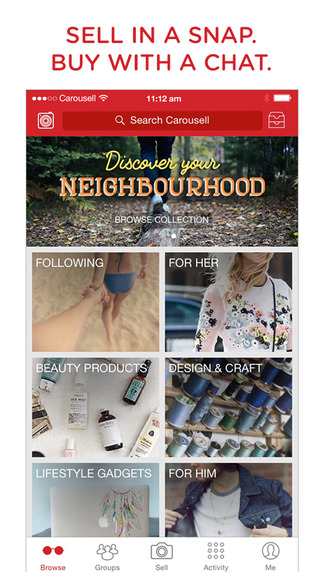 SELL IN A SNAP.
BUY WITH A CHAT.
Carousell
11:12 am
Search Carousell
Discover your
NEIGHBOURHOOD
BROWSE COLLECTION
FOLLOWING
FOR HER
BEAUTY PRODUCTS
DESIGN & CRAFT
LIFESTYLE GADGETS
FOR HIM
Browse
Groups
Sell
Activity
Me